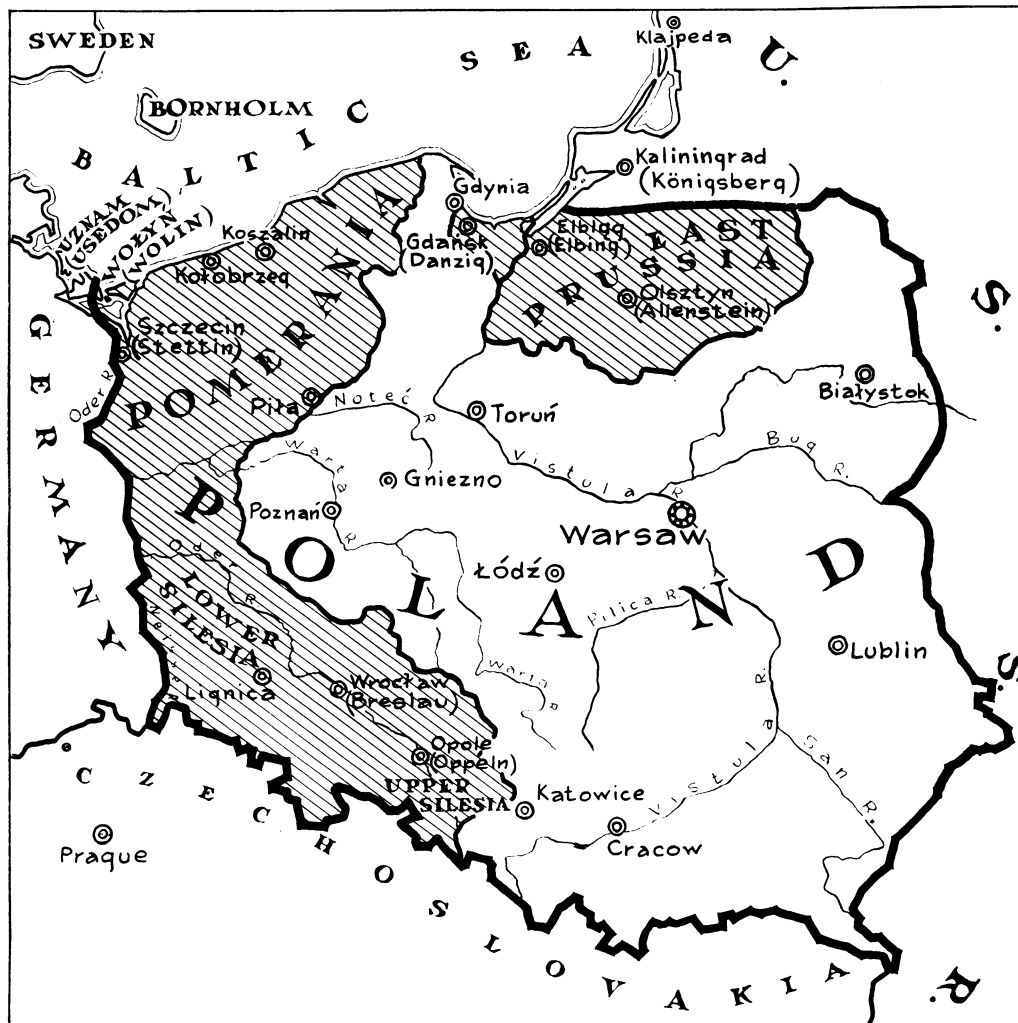 SWEDEN
BORNHOLM
BALTIC SEA
Klajpeda
U.S.S.R.
Kaliningrad
(Königsberg)
Gdynia
Gdańsk
(Danzig)
Elbląg
(Elbing)
EAST
PRUSSIA
Olsztyn
(Allenstein)
UZNAM
(USEDOM)
WOŁYN
(WOLIN)
Koszalin
Kołobrzeg
Szczecin
(Stettin)
POMERANIA
Oder R.
Piła
Noteć R.
Toruń
Białystok
GERMANY
Warta R.
Gniezno
Vistula R.
Bug R.
Poznań
Warsaw
POLAND
Łódź
Oder R.
LOWER
SILESIA
Pilica R.
Lublin
Lignica
Wrocław
(Breslau)
Warta R.
Opole
(Oppeln)
UPPER
SILESIA
Katowice
Vistula R.
San R.
Cracow
Prague
CZECHOSLOVAKIA